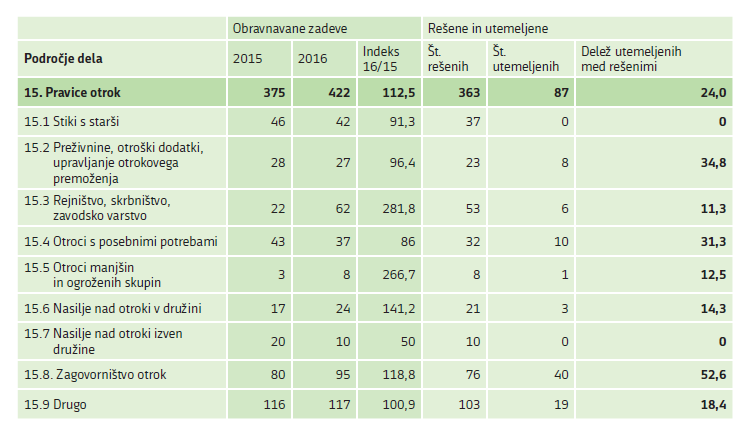 Obravnavane zadeve Rešene in utemeljene
Področje dela 2015 2016 Indeks 16/15 Št. rešenih Št. utemeljenih Delež utemeljenih med rešenimi
15. Pravice otrok 375 422 112,5 363 87 24,0
15.1 Stiki s starši 46 42 91,3 37 0 0
15.2 Preživnine, otroški dodatki,
upravljanje otrokovega 28 27 96,4 23 8 34,8
premoženja
15.3 Rejništvo, skrbništvo,
zavodsko varstvo 22 62 281,8 53 6 11,3
15.4 Otroci s posebnimi potrebami 43 37 86 32 10 31,3
15.5 Otroci manjšin
in ogroženih skupin 3 8 266,7 8 1 12,5
15.6 Nasilje nad otroki v družini 17 24 141,2 21 3 14,3
15.7 Nasilje nad otroki izven
družine 20 10 50 10 0 0
15.8. Zagovorništvo otrok 80 95 118,8 76 40 52,6
15.9 Drugo 116 117 100,9 103 19 18,4